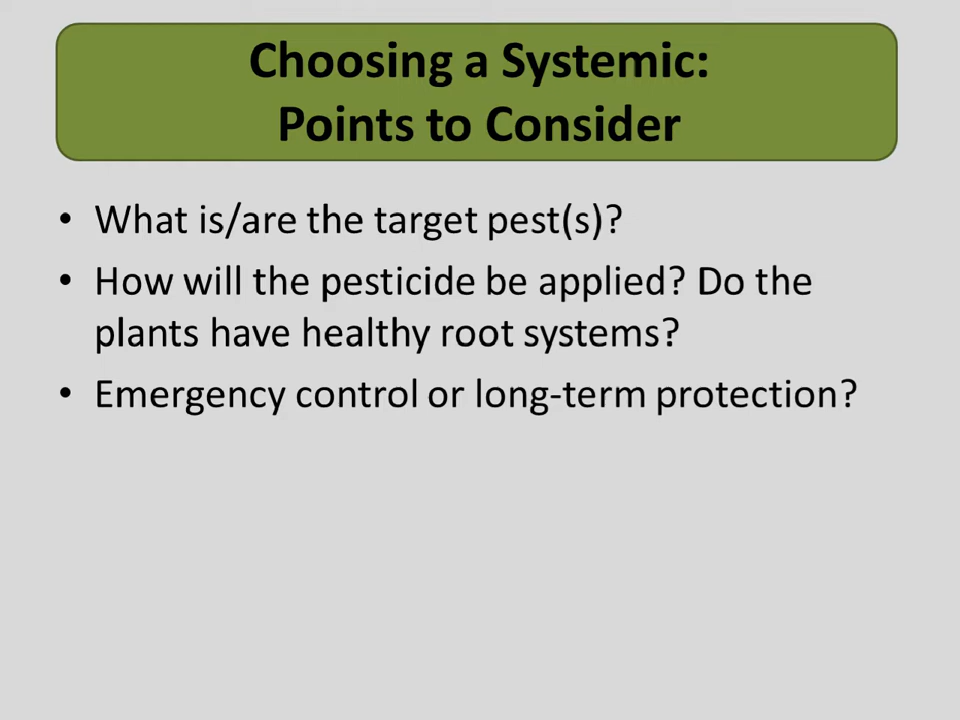 Choosing a Systemic:
Points to Consider
• What is/are the target pest(s)?
• How will the pesticide be applied? Do the
plants have healthy root systems?
• Emergency control or long-term protection?